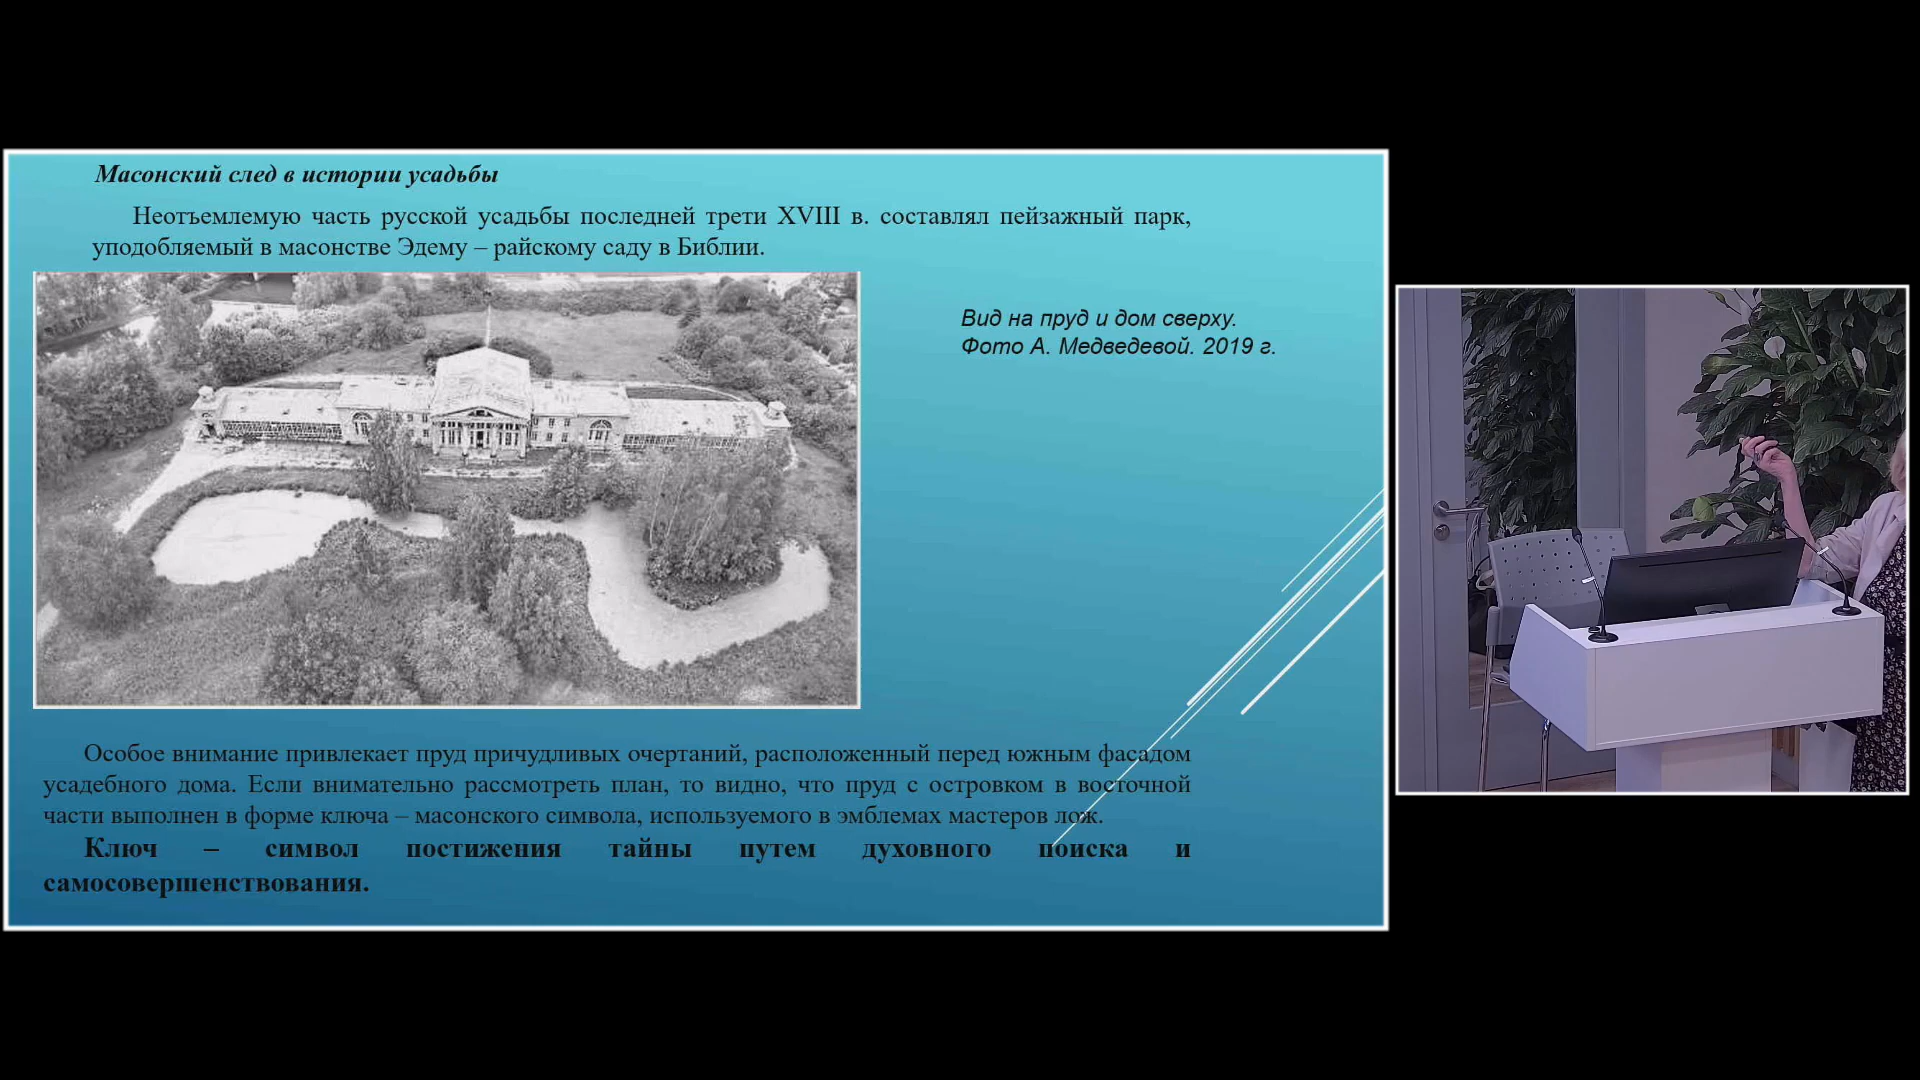 Масонский след в истории усадьбы
Неотъемлемую часть русской усадьбы последней трети XVIII в. составлял пейзажный парк,
уподобляемый в масонстве Эдему – райскому саду в Библии.
Вид на пруд и дом сверху.
Фото А. Медведевой. 2019 г.
Особое внимание привлекает пруд причудливых очертаний, расположенный перед южным фасадом
усадебного дома. Если внимательно рассмотреть план, то видно, что пруд с островком в восточной
части выполнен в форме ключа – масонского символа, используемого в эмблемах мастеров лож.
Ключ – символ постижения тайны путем духовного поиска и
самосовершенствования.